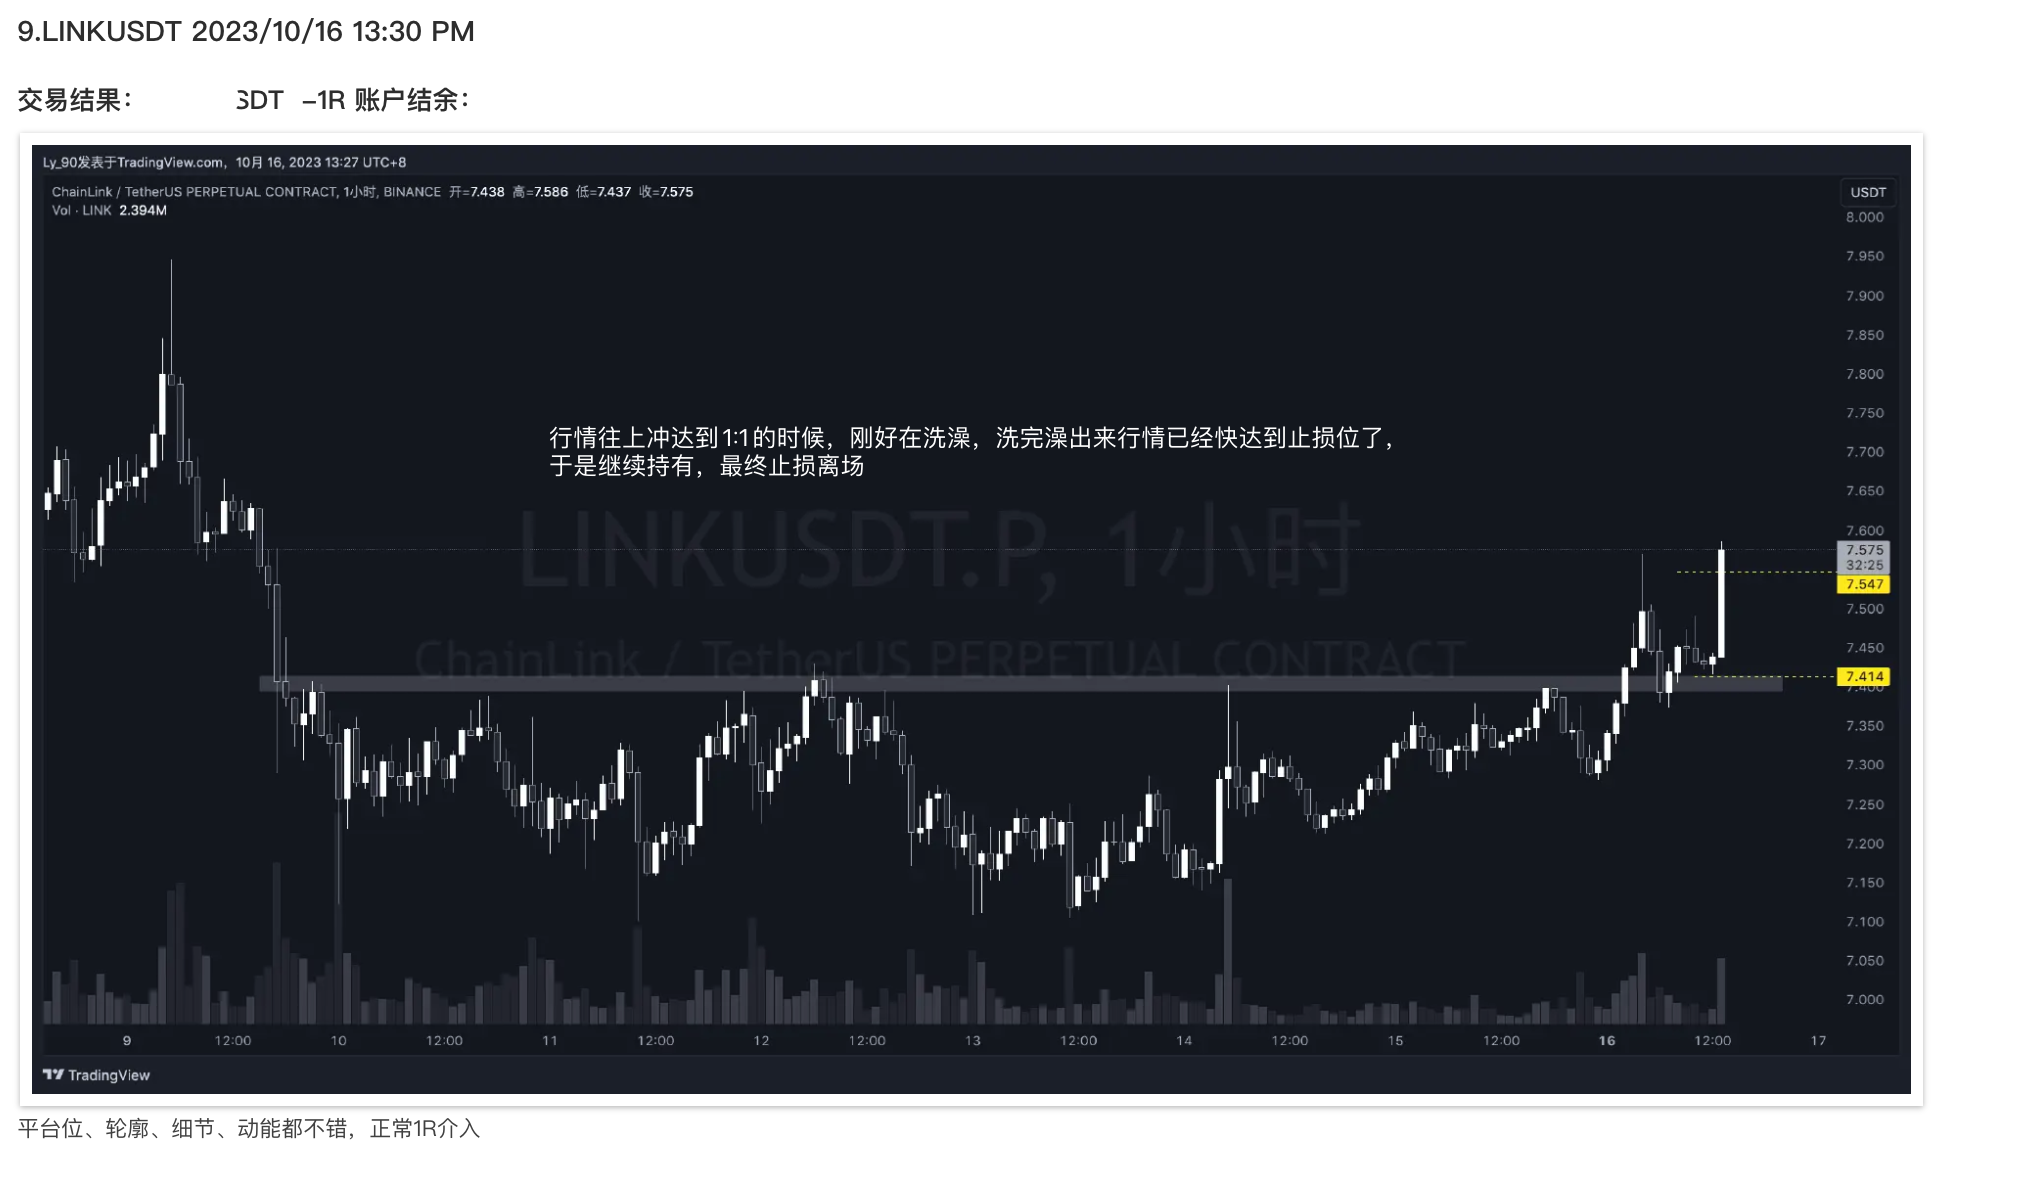 9.LINKUSDT 2023/10/16 13:30 PM
交易结果： SDT -1R 账户结余：
Ly_90发表于TradingView.com，10月 16, 2023 13:27 UTC+8
ChainLink / TetherUS PERPETUAL CONTRACT, 1小时, BINANCE 开=7.438 高=7.586 低=7.437 收=7.575
Vol · LINK 2.394M
USDT
8.000
7.950
7.900
7.850
7.800
7.750
7.700
7.650
7.600
7.575
32:25
7.547
7.500
7.450
7.414
7.400
7.350
7.300
7.250
7.200
7.150
7.100
7.050
7.000
行情往上冲达到1:1的时候，刚好在洗澡，洗完澡出来行情已经快达到止损位了，
于是继续持有，最终止损离场
LINKUSDT.P, 1小时
ChainLink / TetherUS PERPETUAL CONTRACT
9 12:00 10 12:00 11 12:00 12 12:00 13 12:00 14 12:00 15 12:00 16 12:00 17
TradingView
平台位、轮廓、细节、动能都不错，正常1R介入